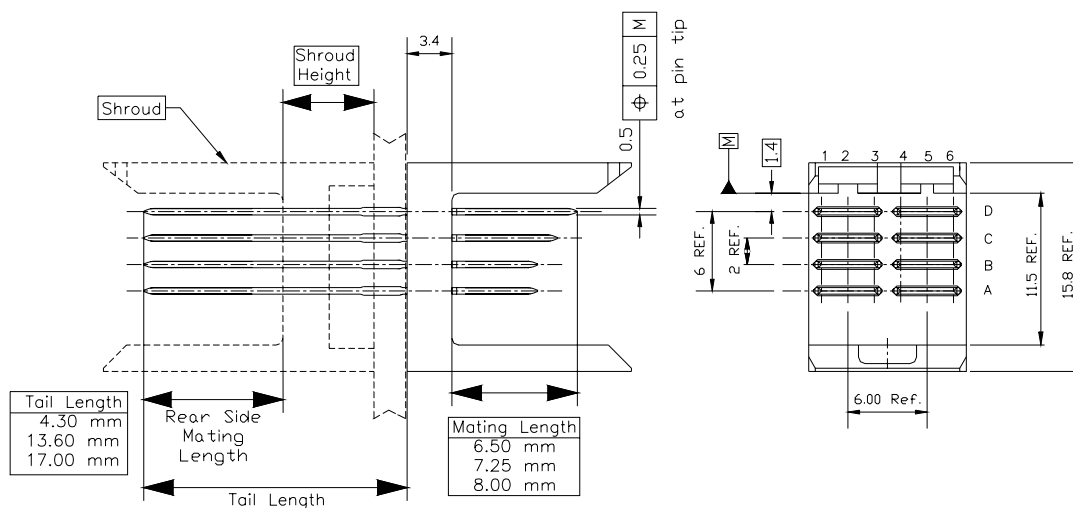 3.4
Shroud
Height
Shroud
⌖ 0.25 M
at pin tip
0.5
M
1.4
1 2 3 4 5 6
D
C
B
A
6 REF.
2 REF.
11.5 REF.
15.8 REF.
6.00 Ref.
Tail Length
4.30 mm
13.60 mm
17.00 mm
Rear Side
Mating
Length
Mating Length
6.50 mm
7.25 mm
8.00 mm
Tail Length